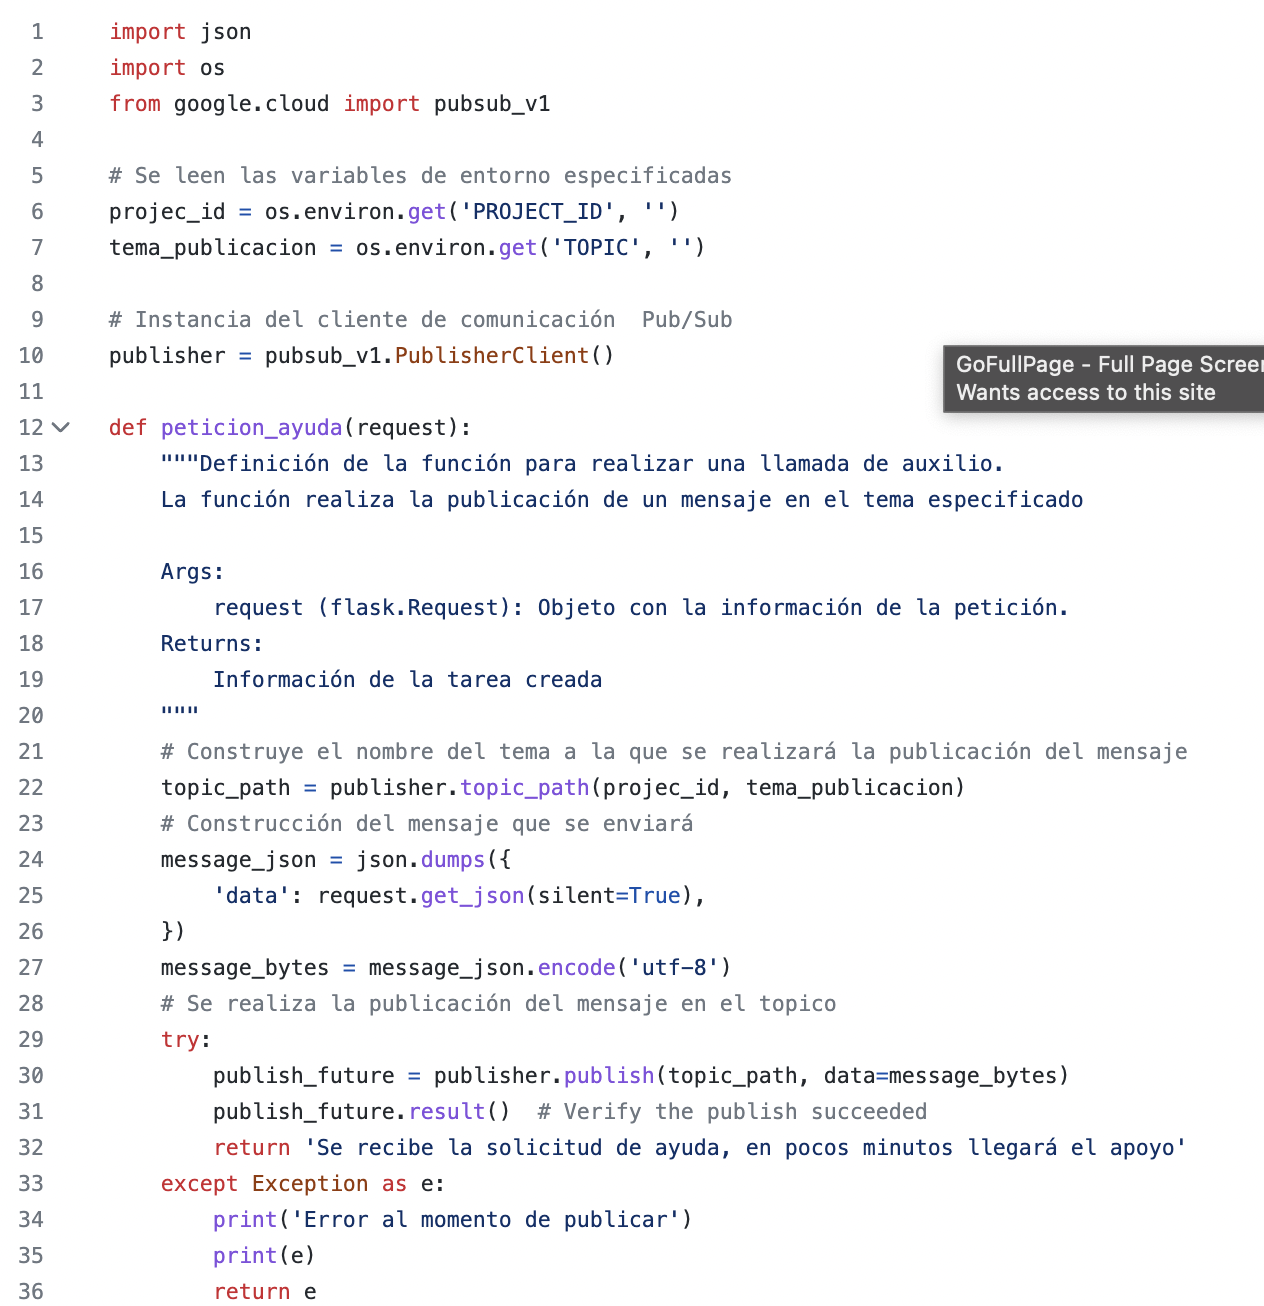 1 import json
2 import os
3 from google.cloud import pubsub_v1
4
5 # Se leen las variables de entorno especificadas
6 projec_id = os.environ.get('PROJECT_ID', '')
7 tema_publicacion = os.environ.get('TOPIC', '')
8
9 # Instancia del cliente de comunicación  Pub/Sub
10 publisher = pubsub_v1.PublisherClient()
GoFullPage - Full Page Screen
Wants access to this site
11
12 def peticion_ayuda(request):
13     """Definición de la función para realizar una llamada de auxilio.
14     La función realiza la publicación de un mensaje en el tema especificado
15
16     Args:
17         request (flask.Request): Objeto con la información de la petición.
18     Returns:
19         Información de la tarea creada
20     """
21     # Construye el nombre del tema a la que se realizará la publicación del mensaje
22     topic_path = publisher.topic_path(projec_id, tema_publicacion)
23     # Construcción del mensaje que se enviará
24     message_json = json.dumps({
25         'data': request.get_json(silent=True),
26     })
27     message_bytes = message_json.encode('utf-8')
28     # Se realiza la publicación del mensaje en el topico
29     try:
30         publish_future = publisher.publish(topic_path, data=message_bytes)
31         publish_future.result()  # Verify the publish succeeded
32         return 'Se recibe la solicitud de ayuda, en pocos minutos llegará el apoyo'
33     except Exception as e:
34         print('Error al momento de publicar')
35         print(e)
36         return e